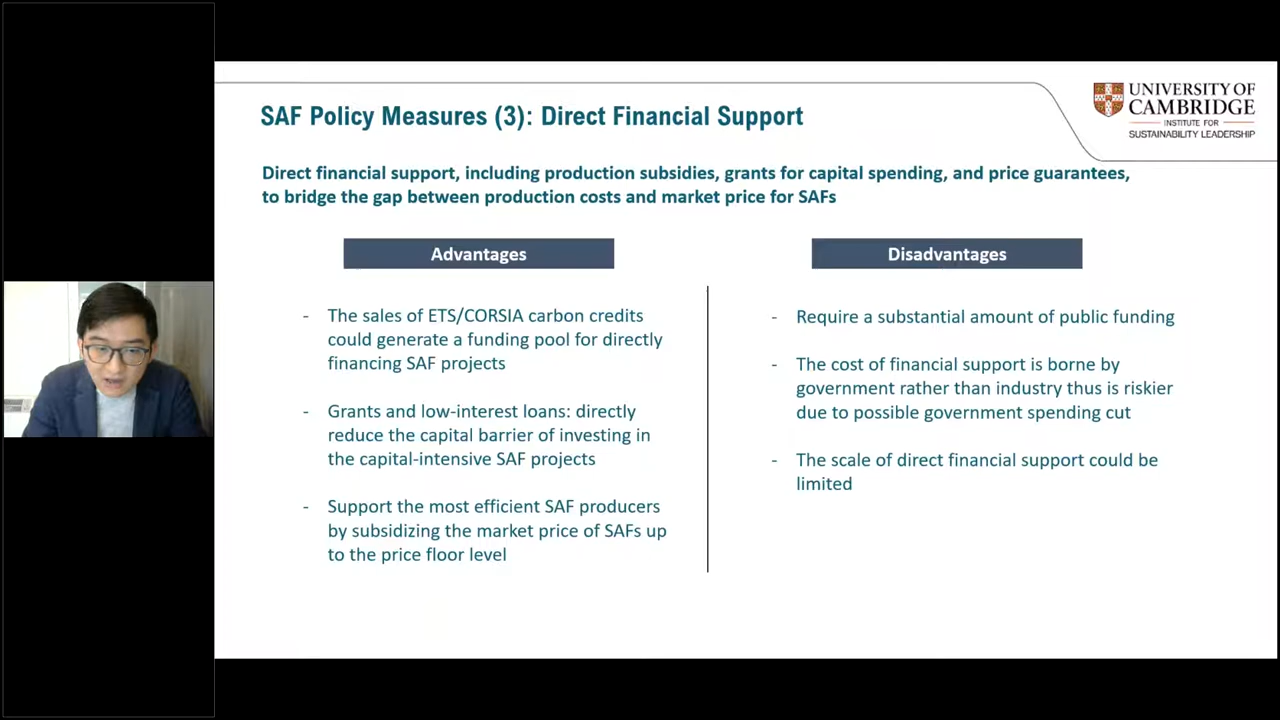 UNIVERSITY OF
CAMBRIDGE
INSTITUTE FOR
SUSTAINABILITY LEADERSHIP
SAF Policy Measures (3): Direct Financial Support
Direct financial support, including production subsidies, grants for capital spending, and price guarantees,
to bridge the gap between production costs and market price for SAFs
Advantages
- The sales of ETS/CORSIA carbon credits
could generate a funding pool for directly
financing SAF projects
- Grants and low-interest loans: directly
reduce the capital barrier of investing in
the capital-intensive SAF projects
- Support the most efficient SAF producers
by subsidizing the market price of SAFs up
to the price floor level
Disadvantages
- Require a substantial amount of public funding
- The cost of financial support is borne by
government rather than industry thus is riskier
due to possible government spending cut
- The scale of direct financial support could be
limited